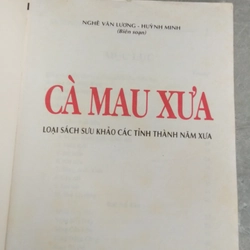 NGHÊ VĂN LƯƠNG - HUỲNH MINH
(Biên soạn)
CÀ MAU XƯA
LOẠI SÁCH SƯU KHẢO CÁC TỈNH THÀNH NĂM XƯA